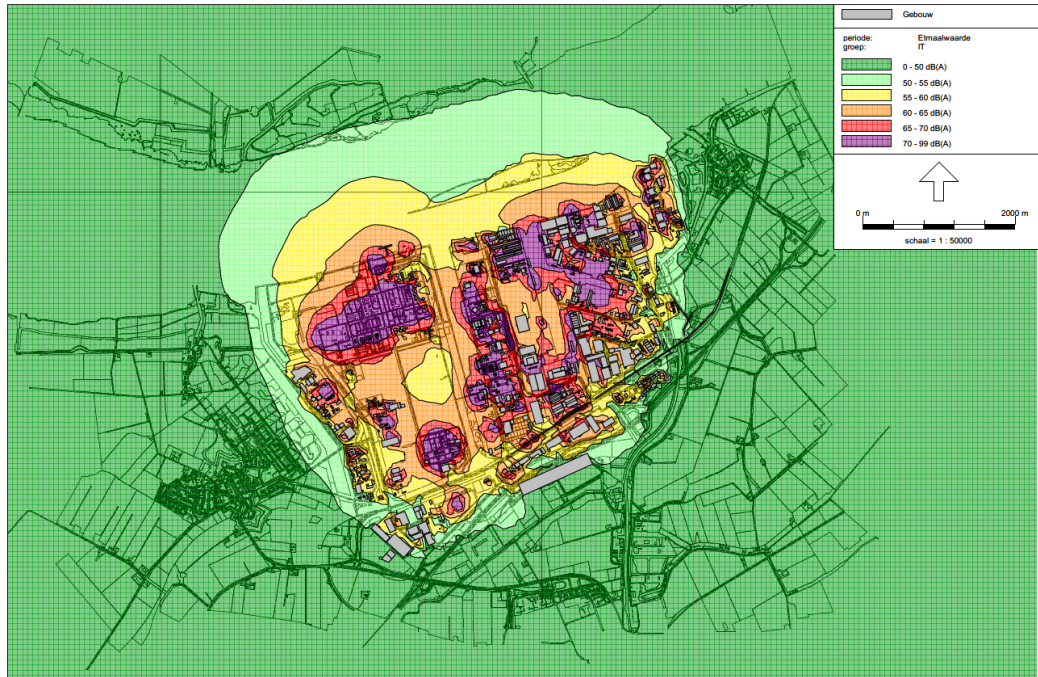 Gebouw
periode: Etmaalwaarde
groep: IT
0 - 50 dB(A)
50 - 55 dB(A)
55 - 60 dB(A)
60 - 65 dB(A)
65 - 70 dB(A)
70 - 99 dB(A)
0 m 2000 m
schaal = 1 : 50000